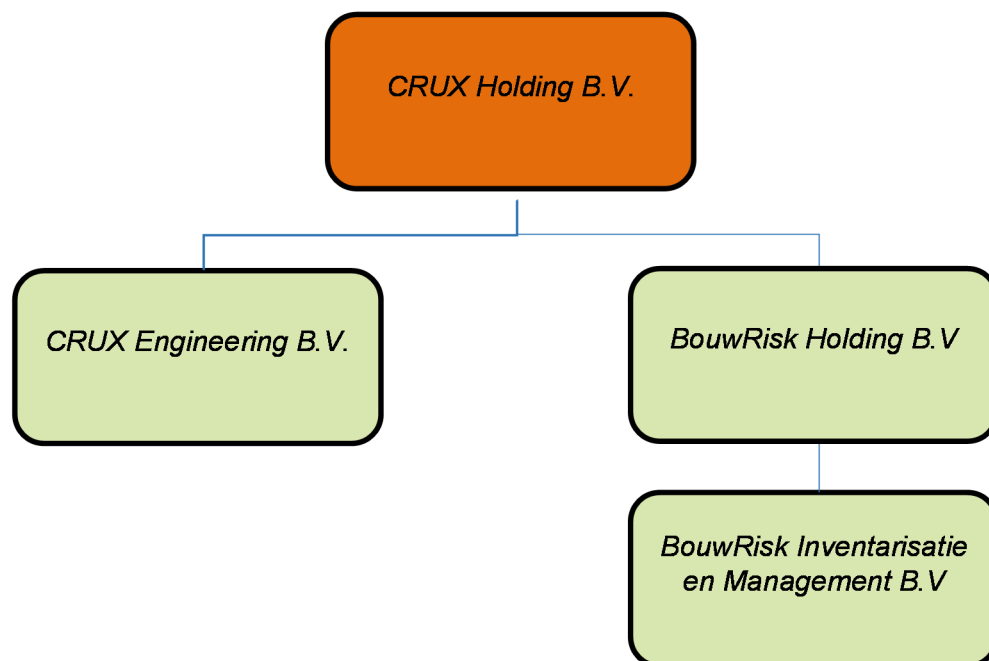 CRUX Holding B.V.
CRUX Engineering B.V.
BouwRisk Holding B.V
BouwRisk Inventarisatie
en Management B.V